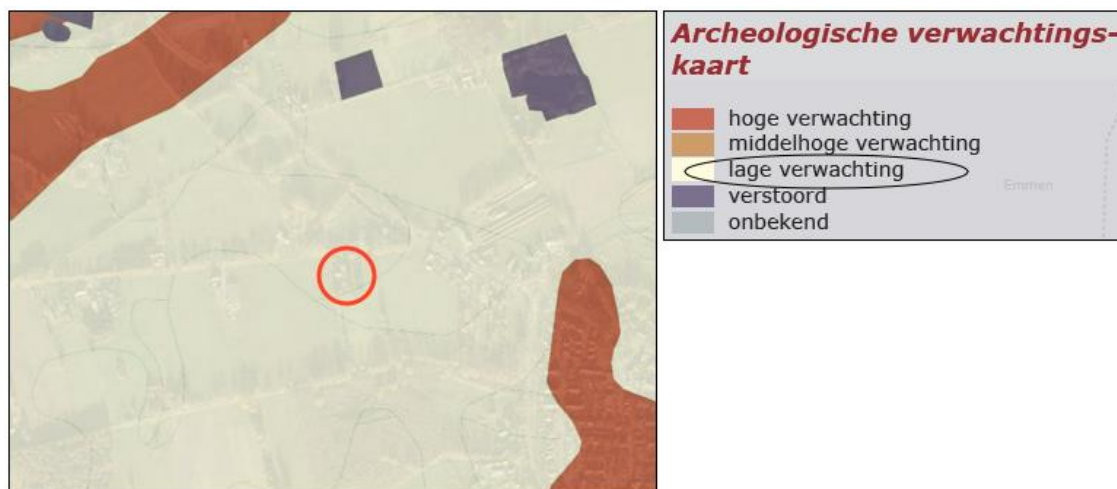 Archeologische verwachtings-
kaart
hoge verwachting
middelhoge verwachting
lage verwachting
verstoord
onbekend
Emmen